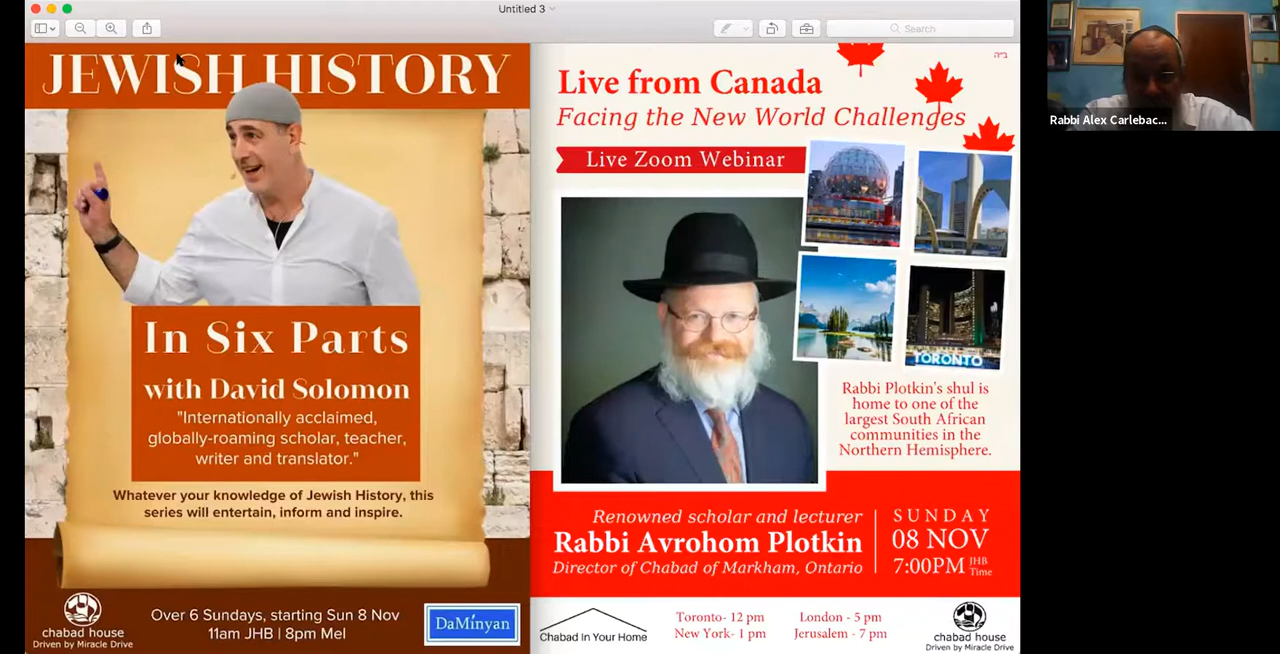 Untitled 3
Search
JEWISH HISTORY
In Six Parts
with David Solomon
"Internationally acclaimed,
globally-roaming scholar, teacher,
writer and translator."
Whatever your knowledge of Jewish History, this
series will entertain, inform and inspire.
chabad house
Driven by Miracle Drive
Over 6 Sundays, starting Sun 8 Nov
11am JHB | 8pm Mel
DaMinyan
ב״ה
Live from Canada
Facing the New World Challenges
Live Zoom Webinar
TORONTO
Rabbi Plotkin's shul is
home to one of the
largest South African
communities in the
Northern Hemisphere.
Renowned scholar and lecturer
Rabbi Avrohom Plotkin
Director of Chabad of Markham, Ontario
SUNDAY
08 NOV
7:00PM JHB
Time
Chabad In Your Home
Toronto- 12 pm
New York- 1 pm
London - 5 pm
Jerusalem - 7 pm
chabad house
Driven by Miracle Drive
Rabbi Alex Carlebac...